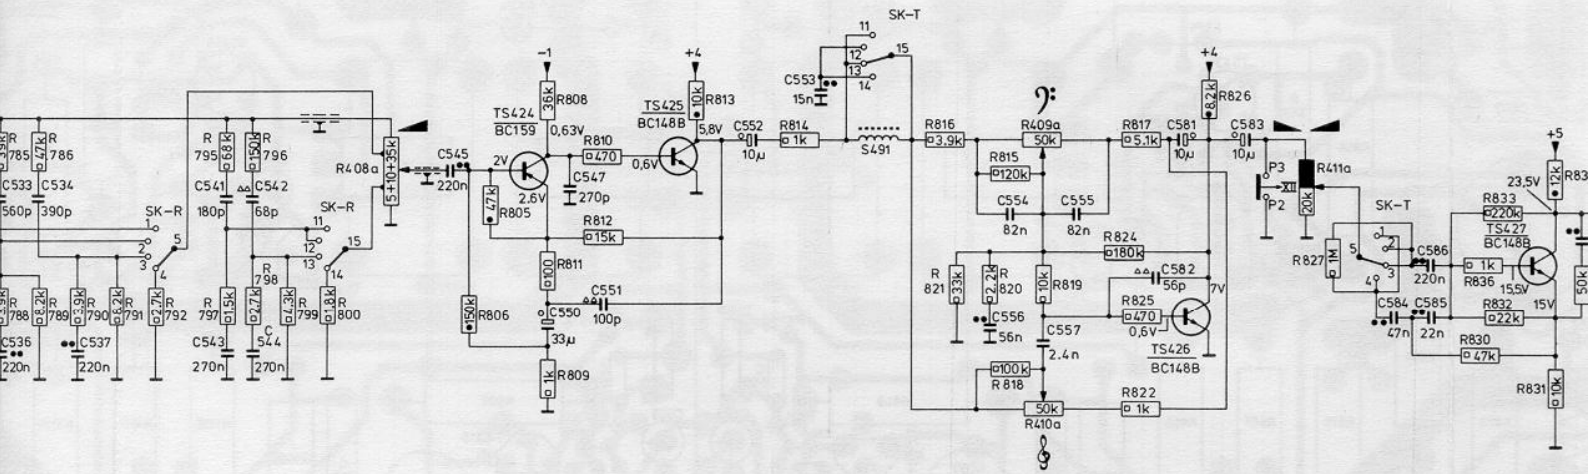 SK-T
11
12
13
14
15
C553
15n
-1
36k
R808
TS424
BC159
0,63V
2V
2,6V
+4
10k
R813
TS425
BC148B
5,8V
0,6V
R810
470
C547
270p
C552
10µ
R814
1k
S491
R816
3.9k
R409a
50k
R817
5.1k
C581
10µ
+4
8,2k
R826
C583
10µ
P3
P2
XII
R411a
20k
R
785
47k
R
786
C533
560p
C534
390p
R
795
68k
150k
R
796
C541
180p
C542
68p
R408a
5+10+35k
C545
220n
47k
R805
R812
15k
R811
100
C551
100p
C550
33µ
150k
R806
1k
R809
SK-R
1
2
3
4
5
SK-R
11
12
13
14
15
3,9k
R
788
8,2k
R
789
3,9k
R
790
8,2k
R
791
2,7k
R
792
R
797
1,5k
R
798
2,7k
4,3k
R
799
1,8k
R
800
C536
220n
C537
220n
C543
270n
C
544
270n
R815
120k
C554
82n
C555
82n
R
821
33k
2,2k
R
820
10k
R819
R824
180k
C582
56p
R825
470
0,6V
7V
TS426
BC148B
C556
56n
C557
2.4n
100k
R818
50k
R410a
R822
1k
SK-T
1
2
3
4
5
R827
1M
C586
220n
C584
47n
C585
22n
+5
12k
23,5V
R833
220k
TS427
BC148B
1k
R836
15,5V
15V
R832
22k
R830
47k
R831
10k
50k